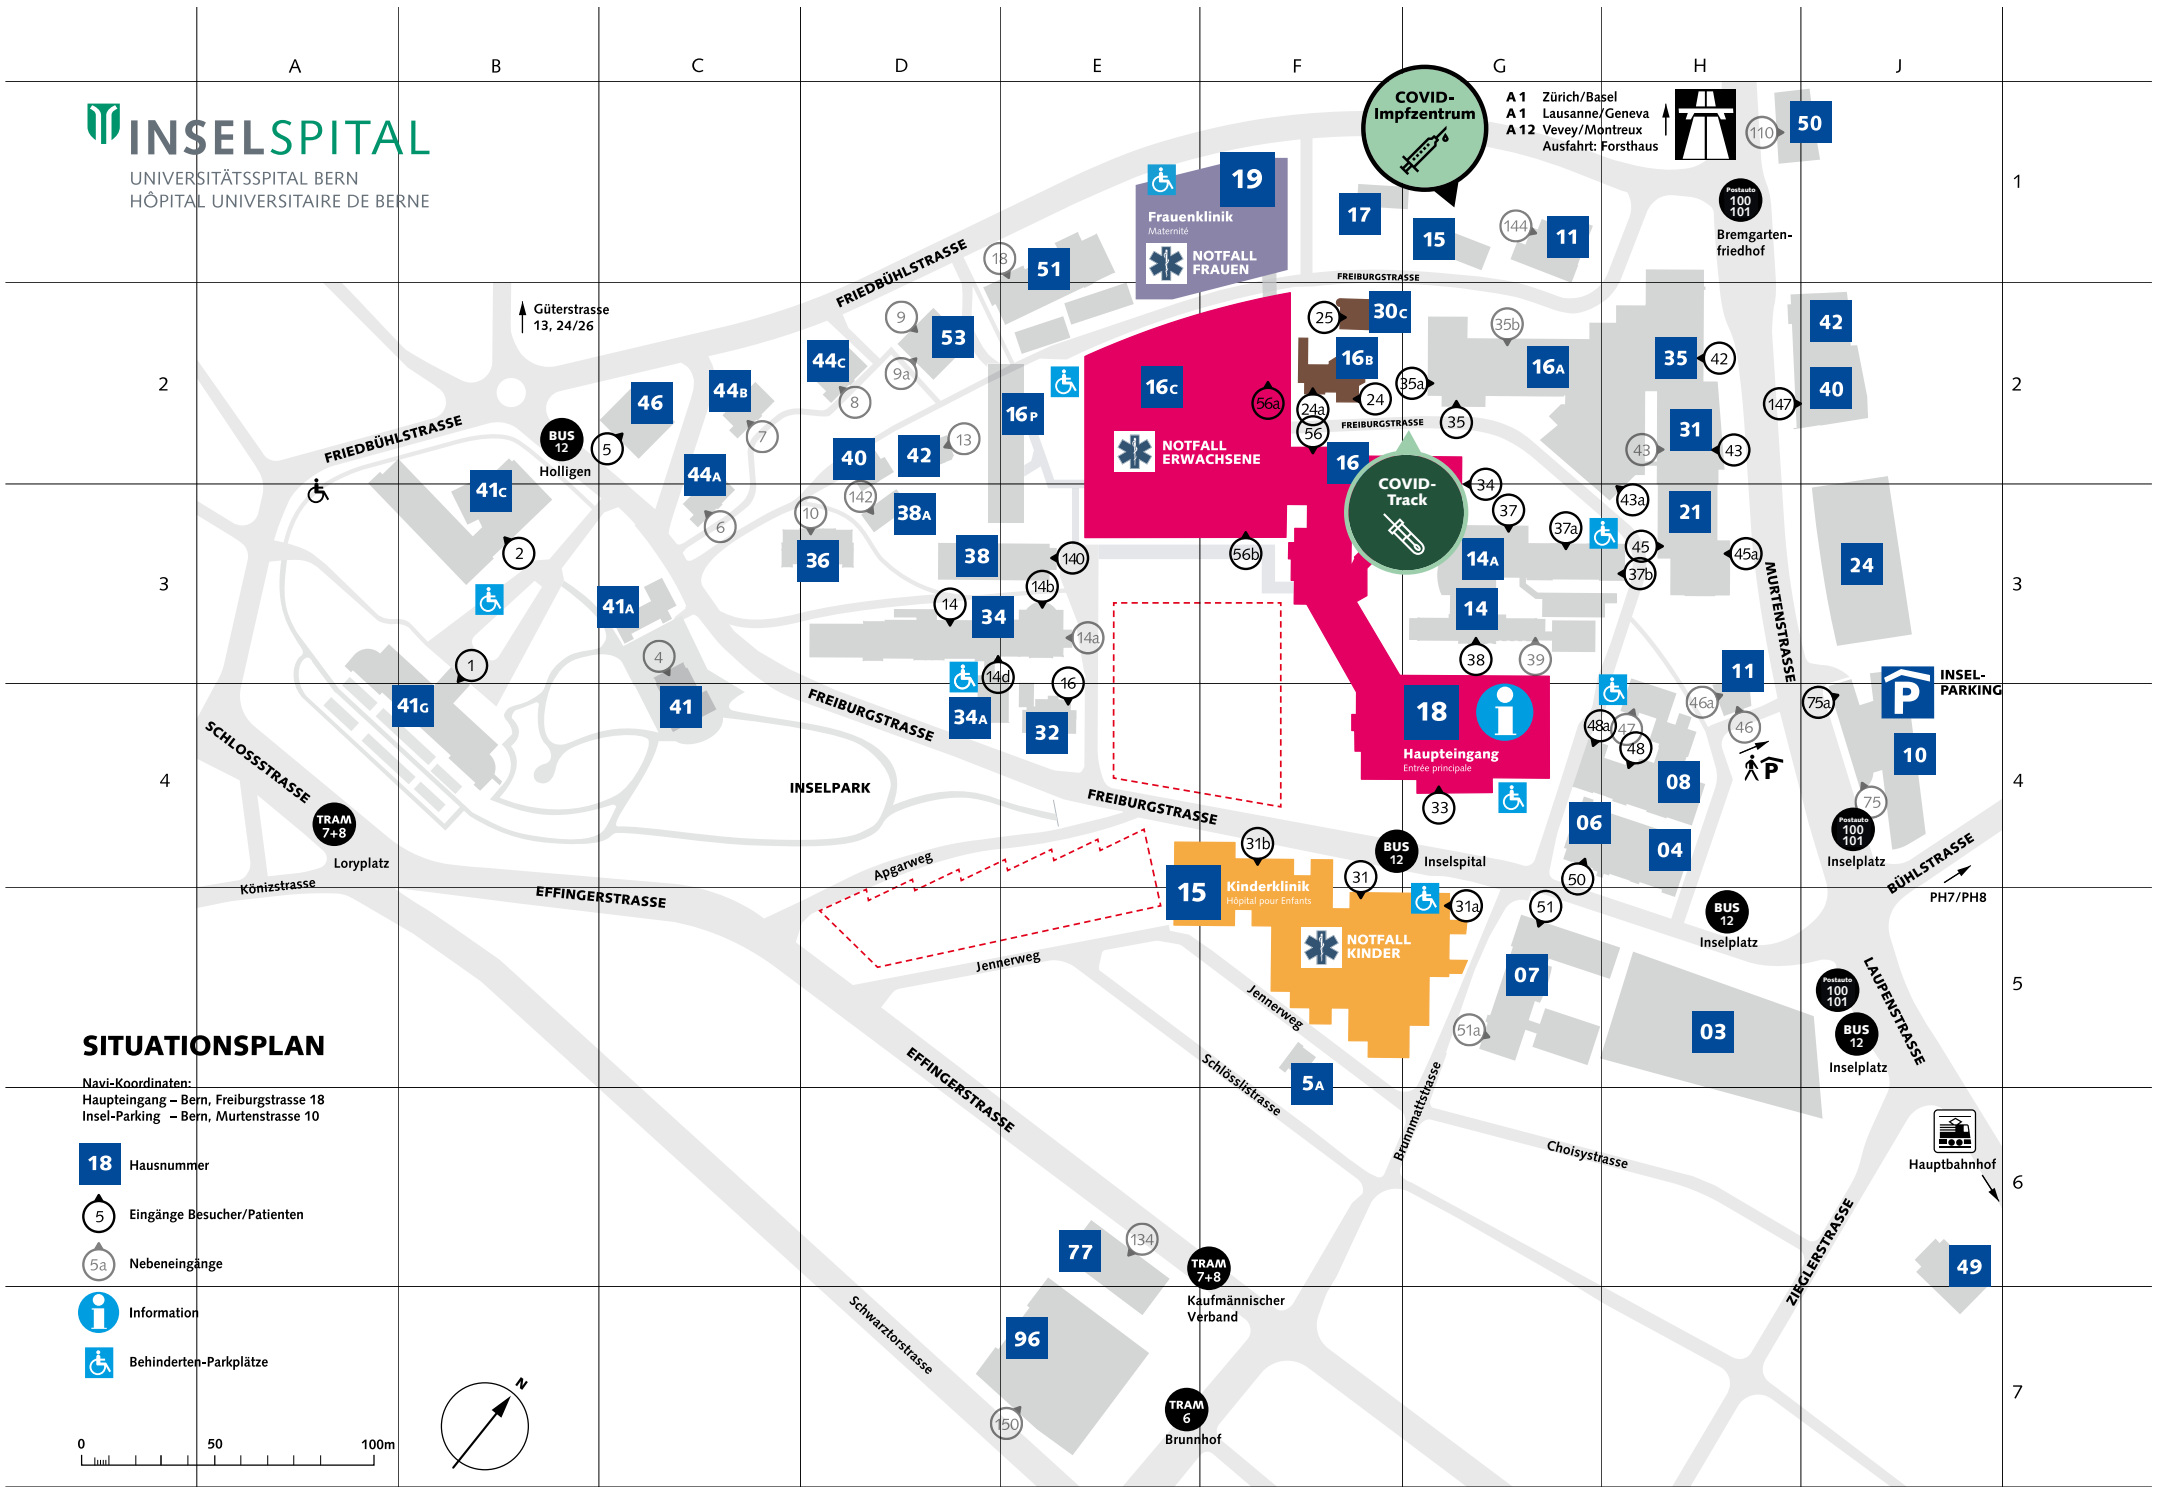 A
B
C
D
E
F
G
H
J
INSELSPITAL
UNIVERSITÄTSSPITAL BERN
HÔPITAL UNIVERSITAIRE DE BERNE
COVID-
Impfzentrum
A 1 Zürich/Basel
A 1 Lausanne/Geneva
A 12 Vevey/Montreux
Ausfahrt: Forsthaus
110
50
1
19
Frauenklinik
Maternité
NOTFALL
FRAUEN
17
15
144
11
Postauto
100
101
Bremgarten-
friedhof
FRIEDBÜHLSTRASSE
18
51
FREIBURGSTRASSE
Güterstrasse
13, 24/26
9
53
9a
44C
8
25
30C
16B
35b
16A
35
42
42
2
2
46
44B
7
16P
16C
56a
24a
24
35a
35
56
FREIBURGSTRASSE
147
40
FRIEDBÜHLSTRASSE
BUS
12
Holligen
5
40
42
13
NOTFALL
ERWACHSENE
16
31
43
43
41C
44A
6
142
10
38A
COVID-
Track
34
37
37a
43a
21
2
36
38
140
56b
14A
45
45a
37b
24
3
3
41A
14b
14
34
14
MURTENSTRASSE
4
14a
38
39
1
14d
16
11
INSEL-
PARKING
P
41G
41
34A
32
18
Haupteingang
Entrée principale
46a
46
47
48a
48
75a
10
P
SCHLOSSSTRASSE
FREIBURGSTRASSE
4
INSELPARK
FREIBURGSTRASSE
33
08
4
75
TRAM
7+8
Loryplatz
Apgarweg
31b
BUS
12
Inselspital
06
04
Postauto
100
101
Inselplatz
BÜHLSTRASSE
PH7/PH8
Könizstrasse
EFFINGERSTRASSE
15
Kinderklinik
Hôpital pour Enfants
31
31a
50
51
BUS
12
Inselplatz
NOTFALL
KINDER
Jennerweg
07
5
Jennerweg
51a
03
Postauto
100
101
BUS
12
Inselplatz
LAUPENSTRASSE
SITUATIONSPLAN
EFFINGERSTRASSE
Schlösslistrasse
5A
Navi-Koordinaten:
Haupteingang – Bern, Freiburgstrasse 18
Insel-Parking – Bern, Murtenstrasse 10
Brunnmattstrasse
Choisystrasse
Hauptbahnhof
6
18
Hausnummer
5
Eingänge Besucher/Patienten
5a
Nebeneingänge
Information
Behinderten-Parkplätze
77
134
TRAM
7+8
Kaufmännischer
Verband
ZIEGLERSTRASSE
49
Schwarztorstrasse
96
150
TRAM
6
Brunnhof
7
N
0
50
100m